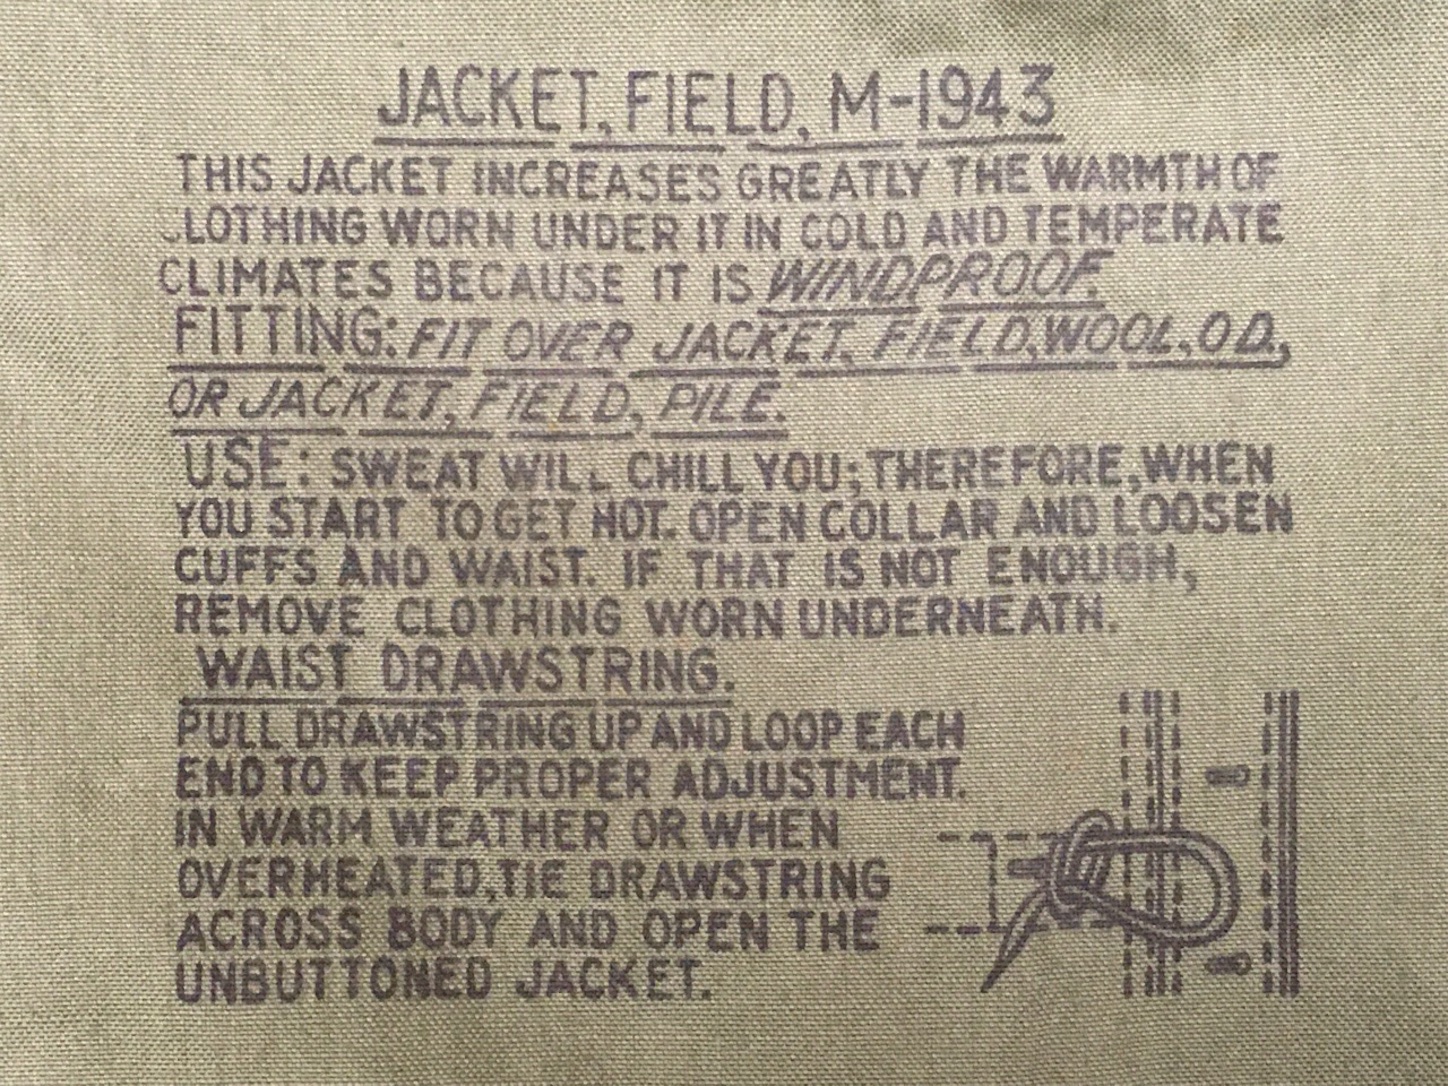 JACKET, FIELD, M-1943
THIS JACKET INCREASES GREATLY THE WARMTH OF
CLOTHING WORN UNDER IT IN COLD AND TEMPERATE
CLIMATES BECAUSE IT IS WINDPROOF.
FITTING: FIT OVER JACKET, FIELD, WOOL, O D,
OR JACKET, FIELD, PILE.
USE: SWEAT WILL CHILL YOU; THEREFORE, WHEN
YOU START TO GET HOT. OPEN COLLAR AND LOOSEN
CUFFS AND WAIST. IF THAT IS NOT ENOUGH,
REMOVE CLOTHING WORN UNDERNEATH.
WAIST DRAWSTRING.
PULL DRAWSTRING UP AND LOOP EACH
END TO KEEP PROPER ADJUSTMENT.
IN WARM WEATHER OR WHEN
OVERHEATED, TIE DRAWSTRING
ACROSS BODY AND OPEN THE
UNBUTTONED JACKET.